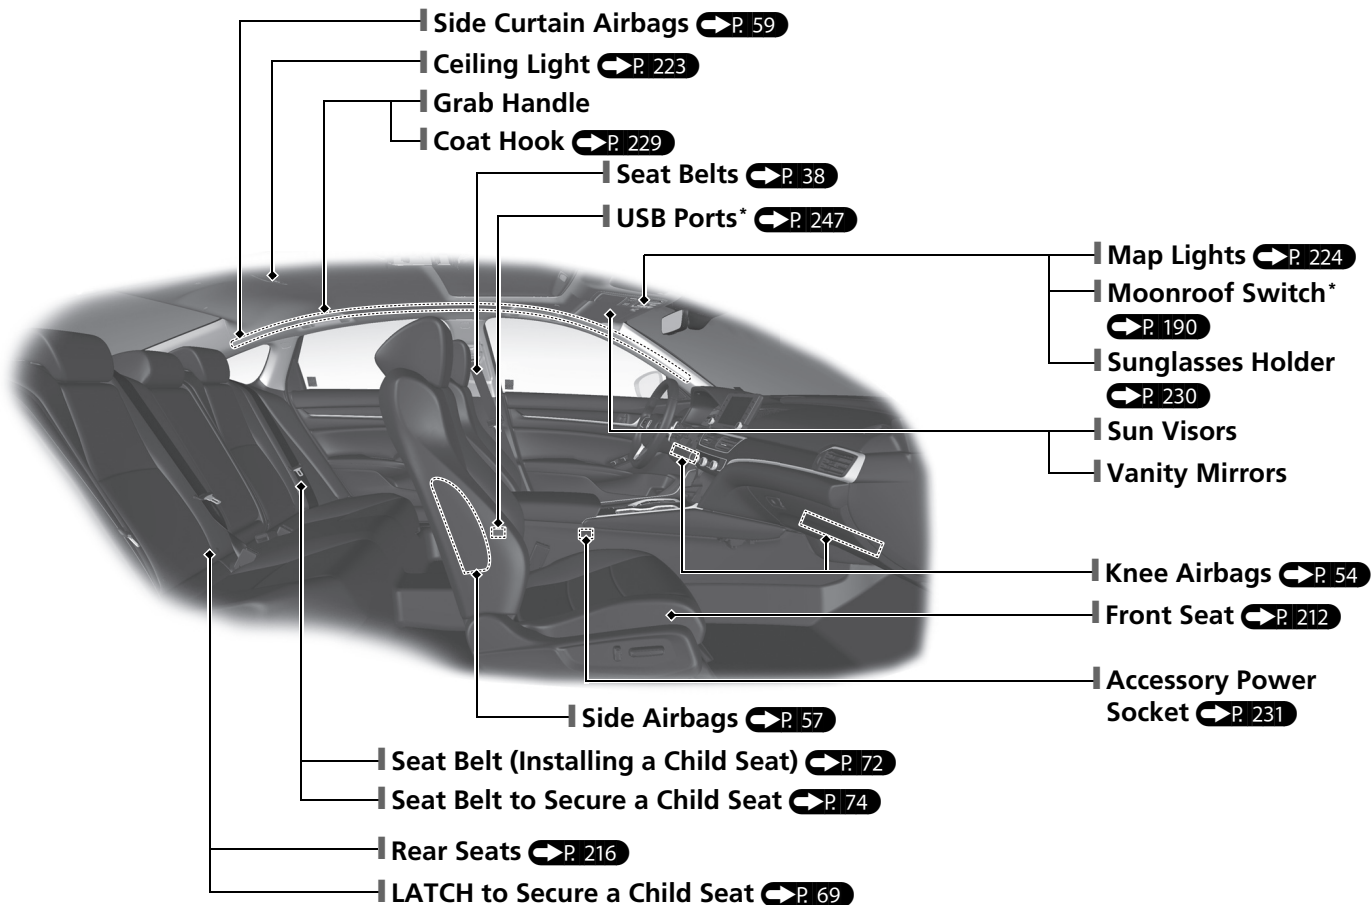 Side Curtain Airbags P. 59
Ceiling Light P. 223
Grab Handle
Coat Hook P. 229
Seat Belts P. 38
USB Ports* P. 247
Map Lights P. 224
Moonroof Switch*
P. 190
Sunglasses Holder
P. 230
Sun Visors
Vanity Mirrors
Knee Airbags P. 54
Front Seat P. 212
Accessory Power
Socket P. 231
Side Airbags P. 57
Seat Belt (Installing a Child Seat) P. 72
Seat Belt to Secure a Child Seat P. 74
Rear Seats P. 216
LATCH to Secure a Child Seat P. 69